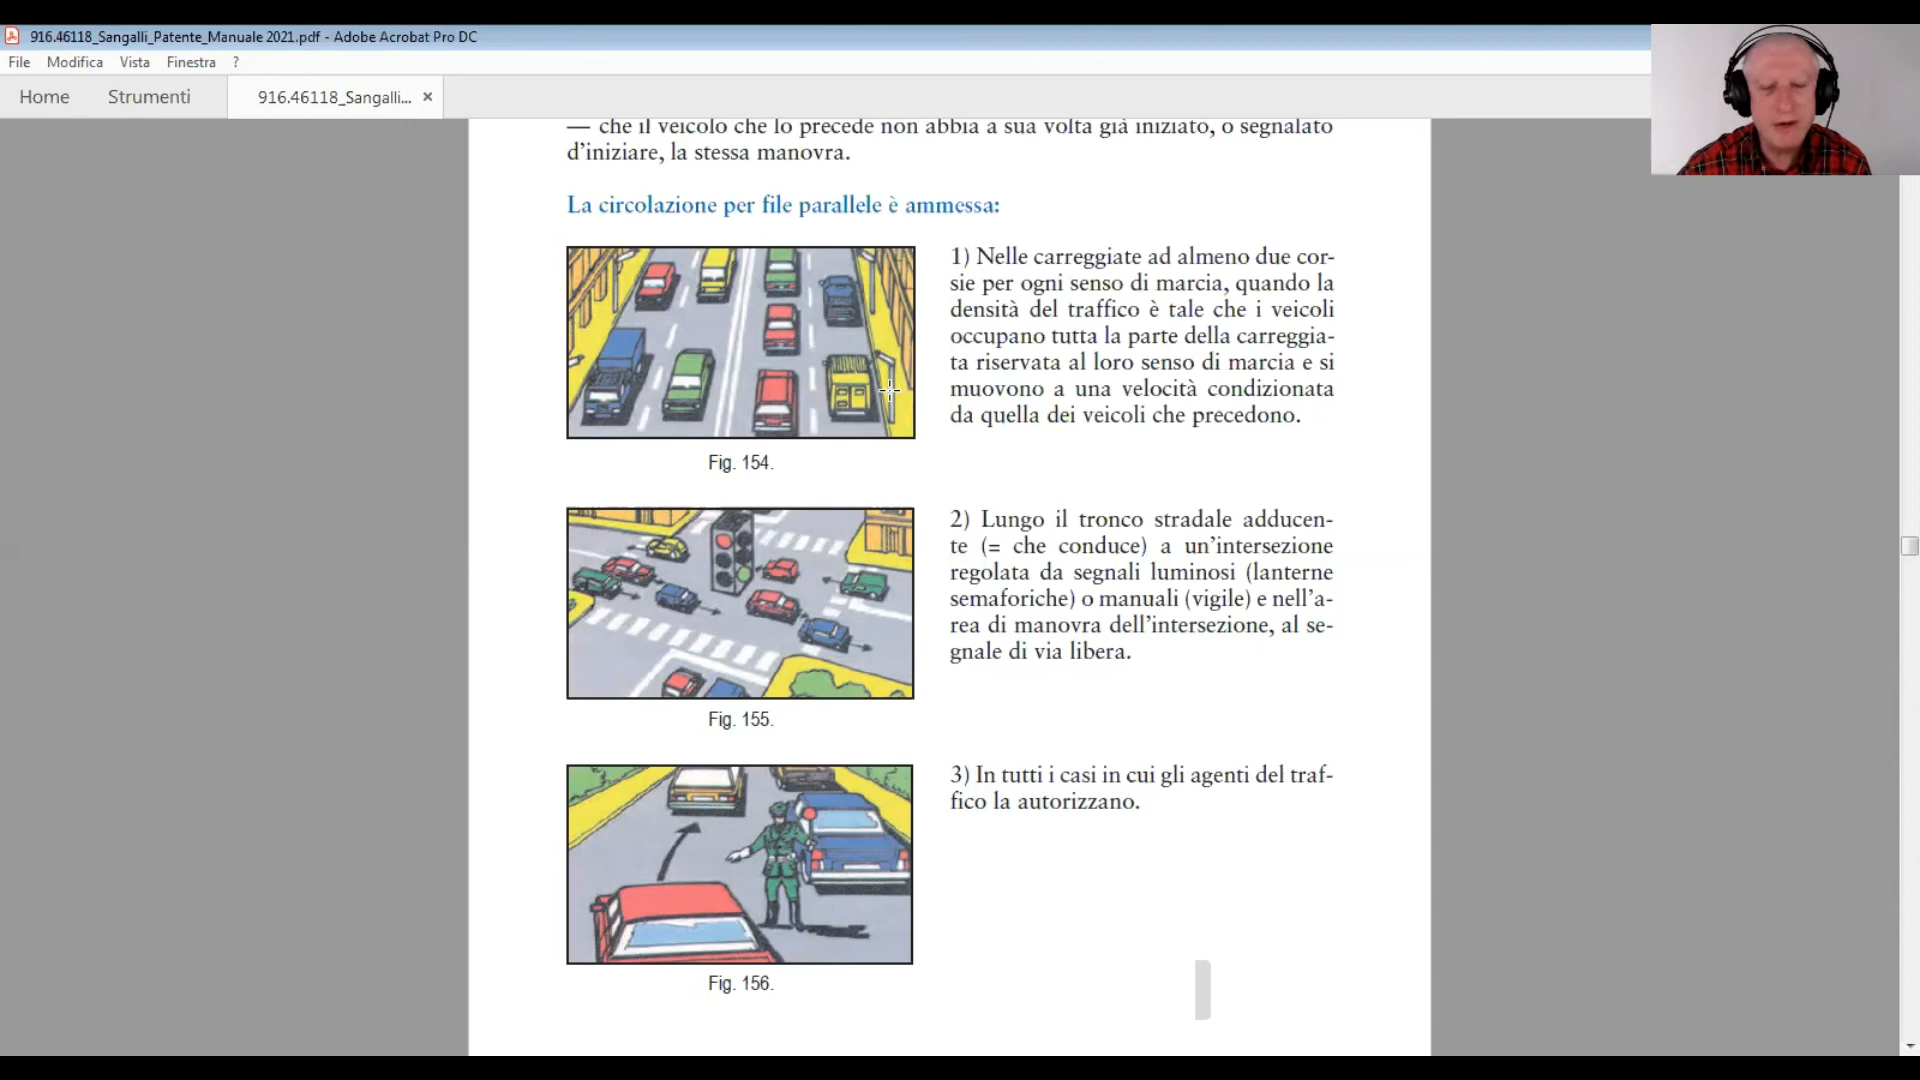 916.46118_Sangalli_Patente_Manuale 2021.pdf - Adobe Acrobat Pro DC
File Modifica Vista Finestra ?
Home Strumenti 916.46118_Sangalli... ×
— che il veicolo che lo precede non abbia a sua volta già iniziato, o segnalato
d'iniziare, la stessa manovra.
La circolazione per file parallele è ammessa:
1) Nelle carreggiate ad almeno due cor-
sie per ogni senso di marcia, quando la
densità del traffico è tale che i veicoli
occupano tutta la parte della carreggia-
ta riservata al loro senso di marcia e si
muovono a una velocità condizionata
da quella dei veicoli che precedono.
Fig. 154.
2) Lungo il tronco stradale adducen-
te (= che conduce) a un'intersezione
regolata da segnali luminosi (lanterne
semaforiche) o manuali (vigile) e nell'a-
rea di manovra dell'intersezione, al se-
gnale di via libera.
Fig. 155.
3) In tutti i casi in cui gli agenti del traf-
fico la autorizzano.
Fig. 156.